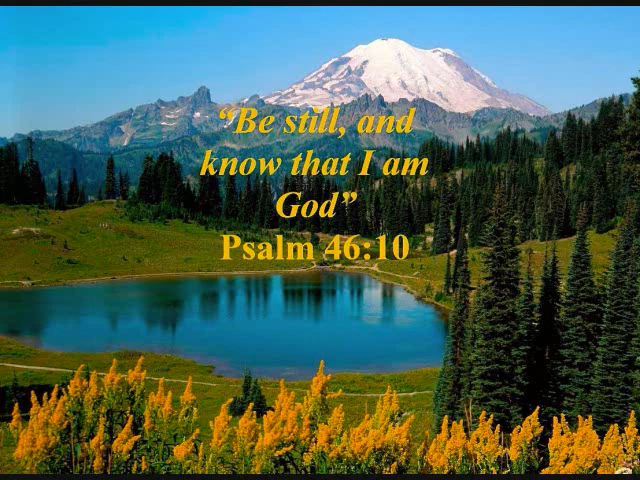 “Be still, and
know that I am
God”
Psalm 46:10